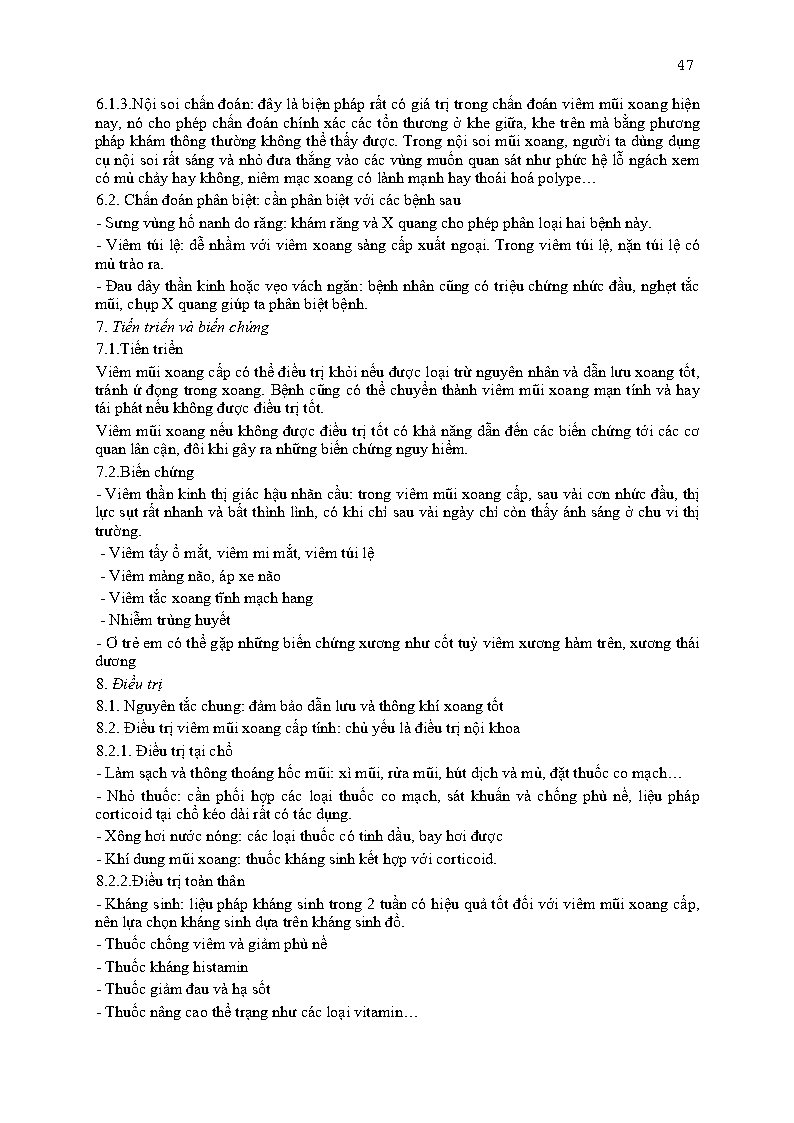 47
6.1.3.Nội soi chẩn đoán: đây là biện pháp rất có giá trị trong chẩn đoán viêm mũi xoang hiện
nay, nó cho phép chẩn đoán chính xác các tổn thương ở khe giữa, khe trên mà bằng phương
pháp khám thông thường không thể thấy được. Trong nội soi mũi xoang, người ta dùng dụng
cụ nội soi rất sáng và nhỏ đưa thẳng vào các vùng muốn quan sát như phức hệ lỗ ngách xem
có mủ chảy hay không, niêm mạc xoang có lành mạnh hay thoái hoá polype…
6.2. Chẩn đoán phân biệt: cần phân biệt với các bệnh sau
- Sưng vùng hố nanh do răng: khám răng và X quang cho phép phân loại hai bệnh này.
- Viêm túi lệ: dễ nhầm với viêm xoang sàng cấp xuất ngoại. Trong viêm túi lệ, nặn túi lệ có
mủ trào ra.
- Đau dây thần kinh hoặc vẹo vách ngăn: bệnh nhân cũng có triệu chứng nhức đầu, nghẹt tắc
mũi, chụp X quang giúp ta phân biệt bệnh.
7. Tiến triển và biến chứng
7.1.Tiến triển
Viêm mũi xoang cấp có thể điều trị khỏi nếu được loại trừ nguyên nhân và dẫn lưu xoang tốt,
tránh ứ đọng trong xoang. Bệnh cũng có thể chuyển thành viêm mũi xoang mạn tính và hay
tái phát nếu không được điều trị tốt.
Viêm mũi xoang nếu không được điều trị tốt có khả năng dẫn đến các biến chứng tới các cơ
quan lân cận, đôi khi gây ra những biến chứng nguy hiểm.
7.2.Biến chứng
- Viêm thần kinh thị giác hậu nhãn cầu: trong viêm mũi xoang cấp, sau vài cơn nhức đầu, thị
lực sụt rất nhanh và bất thình lình, có khi chỉ sau vài ngày chỉ còn thấy ánh sáng ở chu vi thị
trường.
- Viêm tấy ổ mắt, viêm mi mắt, viêm túi lệ
- Viêm màng não, áp xe não
- Viêm tắc xoang tĩnh mạch hang
- Nhiễm trùng huyết
- Ơ trẻ em có thể gặp những biến chứng xương như cốt tuỷ viêm xương hàm trên, xương thái
dương
8. Điều trị
8.1. Nguyên tắc chung: đảm bảo dẫn lưu và thông khí xoang tốt
8.2. Điều trị viêm mũi xoang cấp tính: chủ yếu là điều trị nội khoa
8.2.1. Điều trị tại chổ
- Làm sạch và thông thoáng hốc mũi: xì mũi, rửa mũi, hút dịch và mủ, đặt thuốc co mạch…
- Nhỏ thuốc: cần phối hợp các loại thuốc co mạch, sát khuẩn và chống phù nề, liệu pháp
corticoid tại chổ kéo dài rất có tác dụng.
- Xông hơi nước nóng: các loại thuốc có tinh dầu, bay hơi được
- Khí dung mũi xoang: thuốc kháng sinh kết hợp với corticoid.
8.2.2.Điều trị toàn thân
- Kháng sinh: liệu pháp kháng sinh trong 2 tuần có hiệu quả tốt đối với viêm mũi xoang cấp,
nên lựa chọn kháng sinh dựa trên kháng sinh đồ.
- Thuốc chống viêm và giảm phù nề
- Thuốc kháng histamin
- Thuốc giảm đau và hạ sốt
- Thuốc nâng cao thể trạng như các loại vitamin…